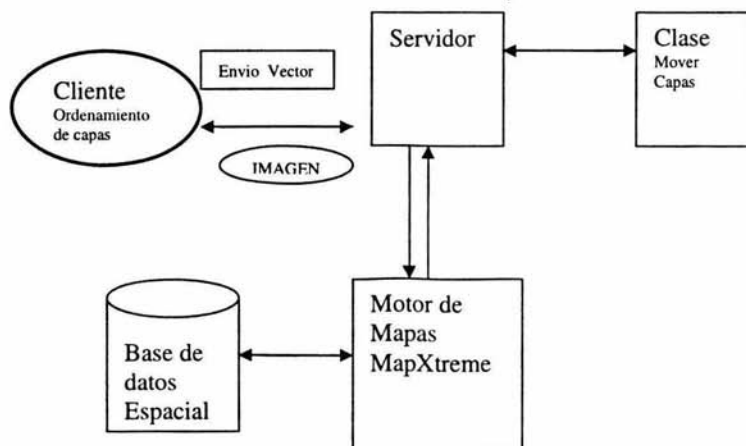 Cliente
Ordenamiento
de capas
Envio Vector
IMAGEN
Servidor
Clase
Mover
Capas
Base de
datos
Espacial
Motor de
Mapas
MapXtreme